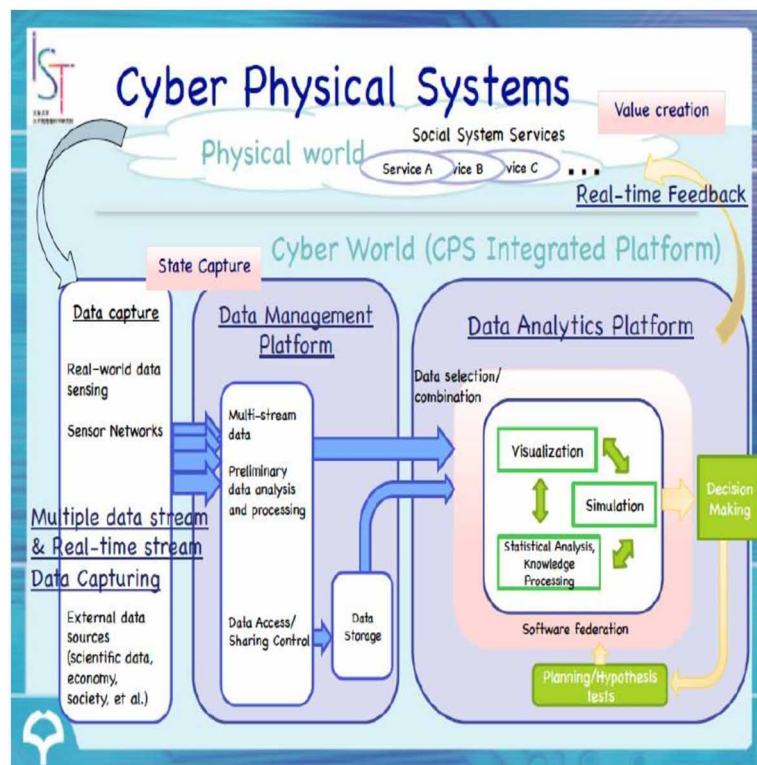 IST
Cyber Physical Systems
Value creation
Physical world
Social System Services
Service A
vice B
vice C
...
Real-time Feedback
Cyber World (CPS Integrated Platform)
State Capture
Data capture
Real-world data
sensing
Sensor Networks
Multiple data stream
& Real-time stream
Data Capturing
External data
sources
(scientific data,
economy,
society, et al.)
Data Management
Platform
Multi-stream
data
Preliminary
data analysis
and processing
Data Access/
Sharing Control
Data
Storage
Data Analytics Platform
Data selection/
combination
Visualization
Simulation
Statistical Analysis,
Knowledge
Processing
Software federation
Decision
Making
Planning/Hypothesis
tests